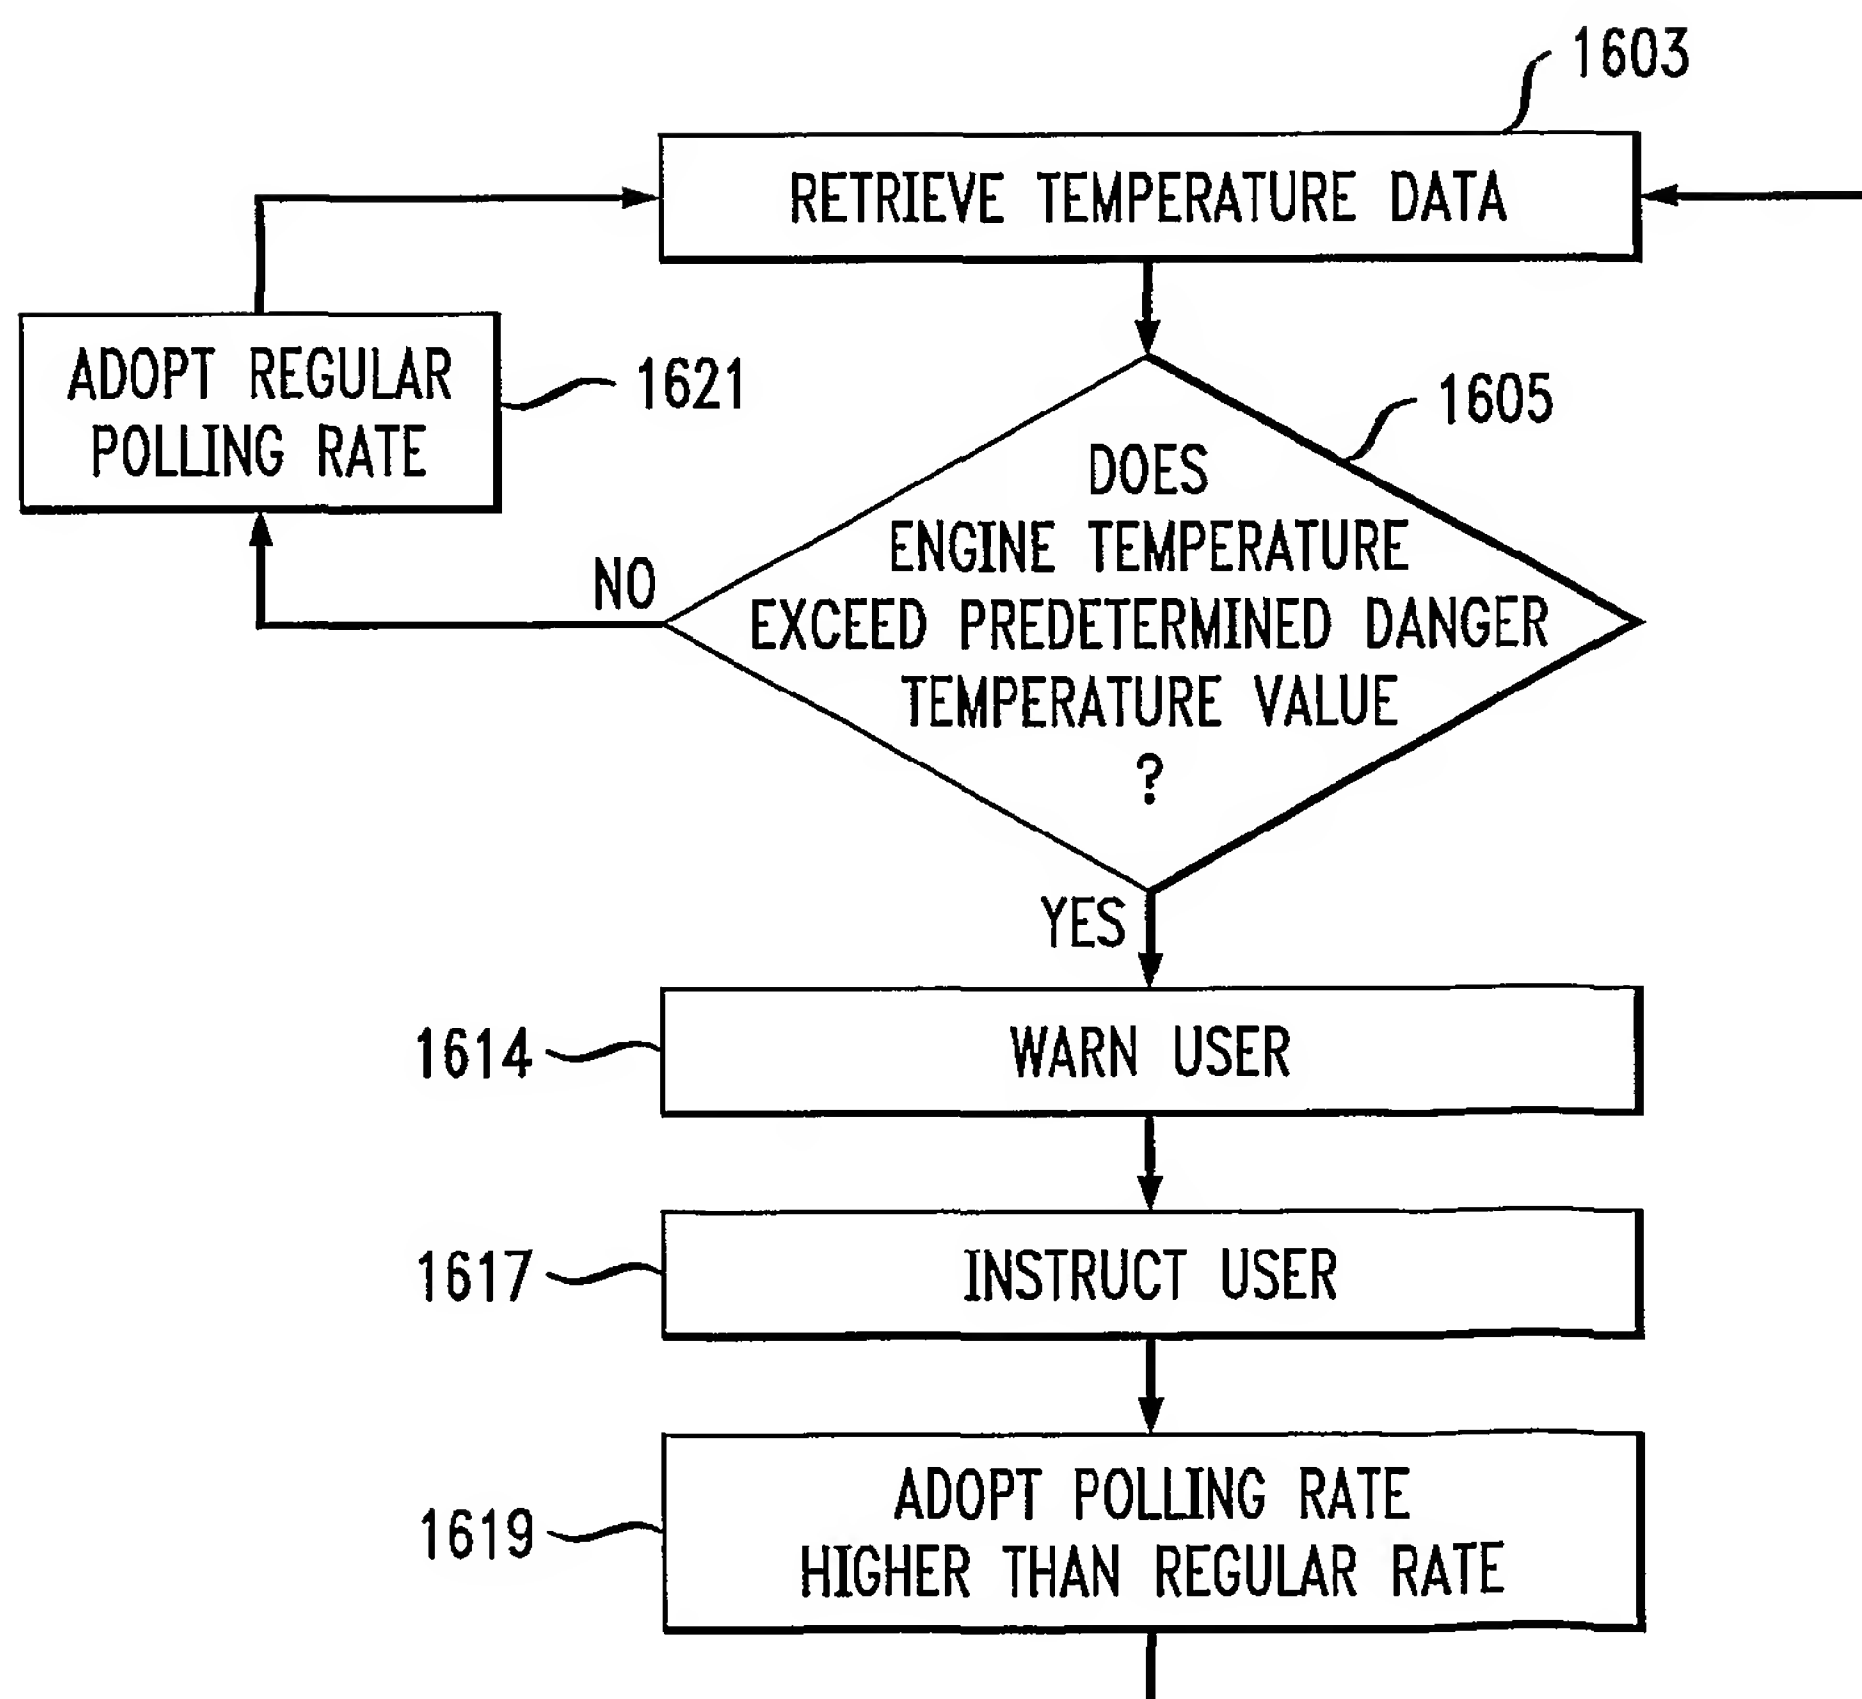 1603
RETRIEVE TEMPERATURE DATA
ADOPT REGULAR
POLLING RATE
1621
1605
DOES
ENGINE TEMPERATURE
EXCEED PREDETERMINED DANGER
TEMPERATURE VALUE
?
NO
YES
1614
WARN USER
1617
INSTRUCT USER
1619
ADOPT POLLING RATE
HIGHER THAN REGULAR RATE